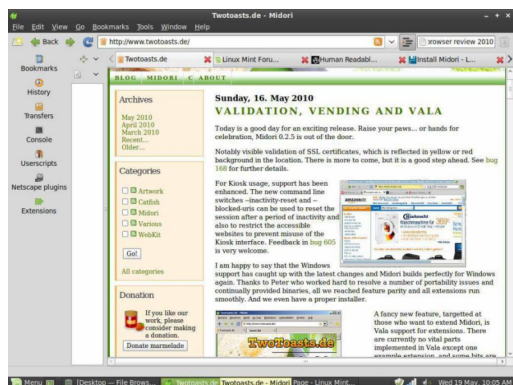 Twotoasts.de - Midori
File Edit View Go Bookmarks Tools Window Help
Back
http://www.twotoasts.de/
rowser review 2010
Bookmarks
Twotoasts.de
Linux Mint Foru...
Human Readabl...
Install Midori - L...
History
Transfers
Console
Userscripts
Netscape plugins
Extensions
BLOG MIDORI C ABOUT
Archives
May 2010
April 2010
March 2010
Recent...
Older...
Categories
Artwork
Catfish
Midori
Various
WebKit
Go!
All categories
Donation
If you like our
work, please
consider making
a donation.
Donate marmelade
Sunday, 16. May 2010
VALIDATION, VENDING AND VALA
Today is a good day for an exciting release. Raise your paws... or hands for
celebration, Midori 0.2.5 is out of the door.
Notably visible validation of SSL certificates, which is reflected in yellow or red
background in the location. There is more to come, but it is a good step ahead. See bug
168 for further details.
For Kiosk usage, support has been
enhanced. The new command line
switches --inactivity-reset and --
blocked-uris can be used to reset the
session after a period of inactivity and
also to restrict the accessible
websites to prevent misuse of the
Kiosk interface. Feedback in bug 605
is very welcome.
I am happy to say that the Windows
support has caught up with the latest changes and Midori builds perfectly for Windows
again. Thanks to Peter who worked hard to resolve a number of portability issues and
continually provided binaries, all we reached feature parity and all extensions run
smoothly. And we even have a proper installer.
TwoToasts.de
A fancy new feature, targetted at
those who want to extend Midori, is
Vala support for extensions. There
are currently no vital parts
implemented in Vala except one
example extension, and some bits are
Menu
[Desktop — File Brows...
Twotoasts.de - Midori
Page - Linux Mint...
Wed 19 May, 10:05 AM